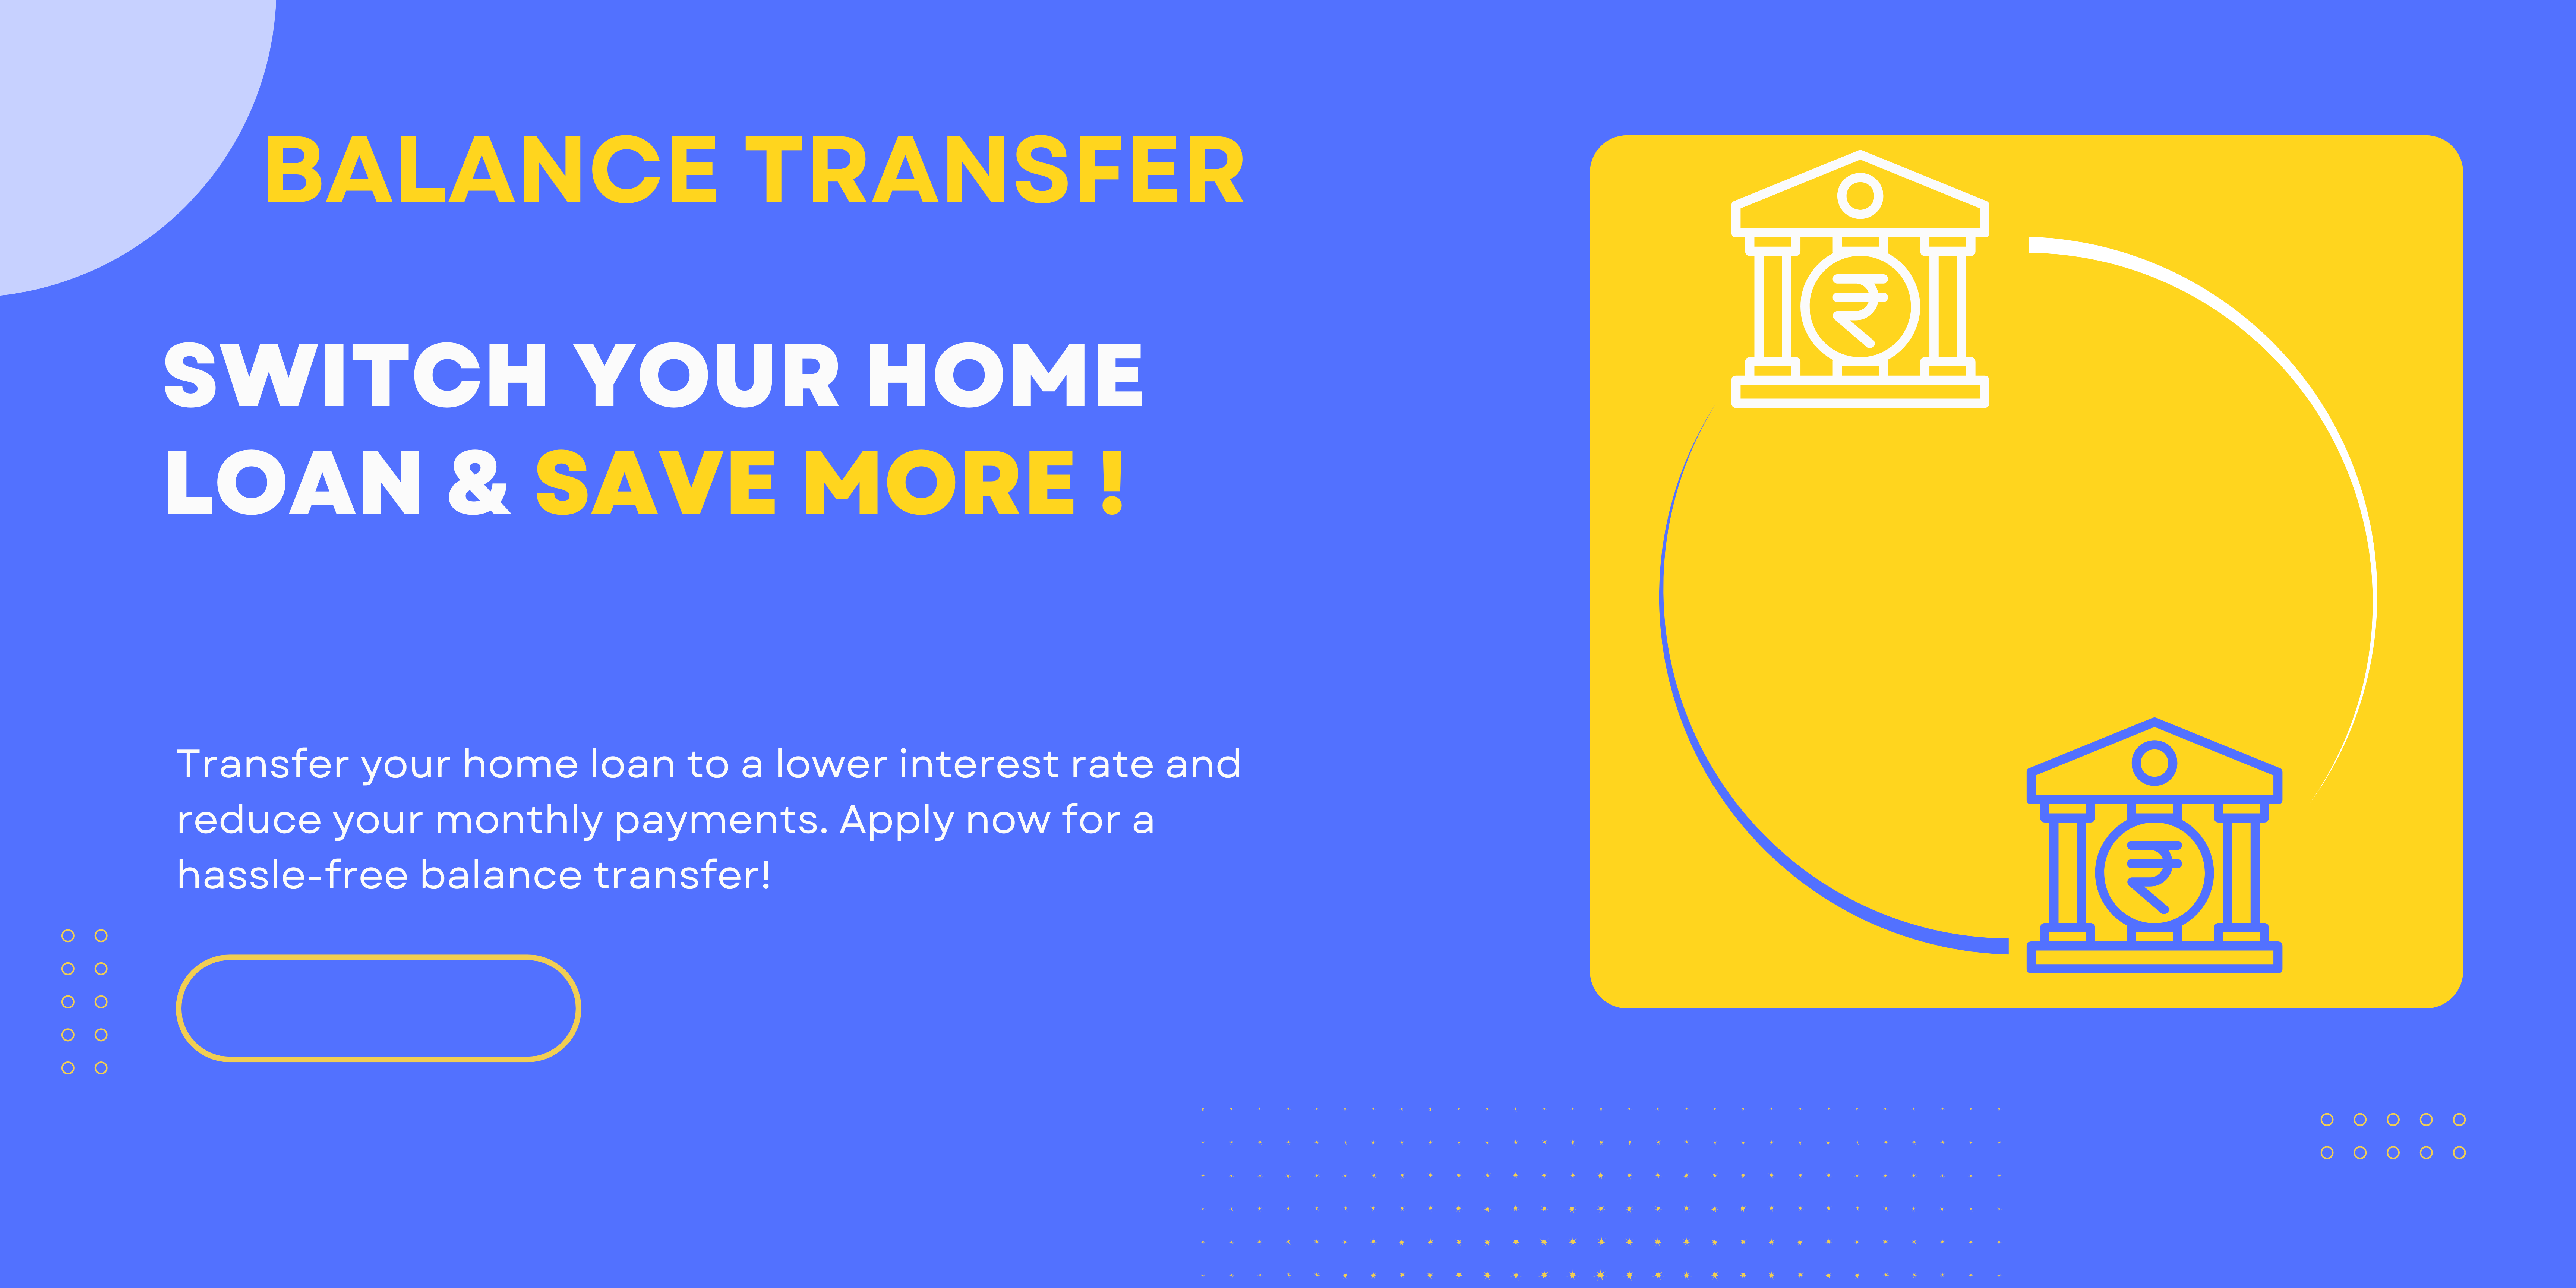 BALANCE TRANSFER
SWITCH YOUR HOME
LOAN & SAVE MORE !
Transfer your home loan to a lower interest rate and
reduce your monthly payments. Apply now for a
hassle-free balance transfer!
₹
₹